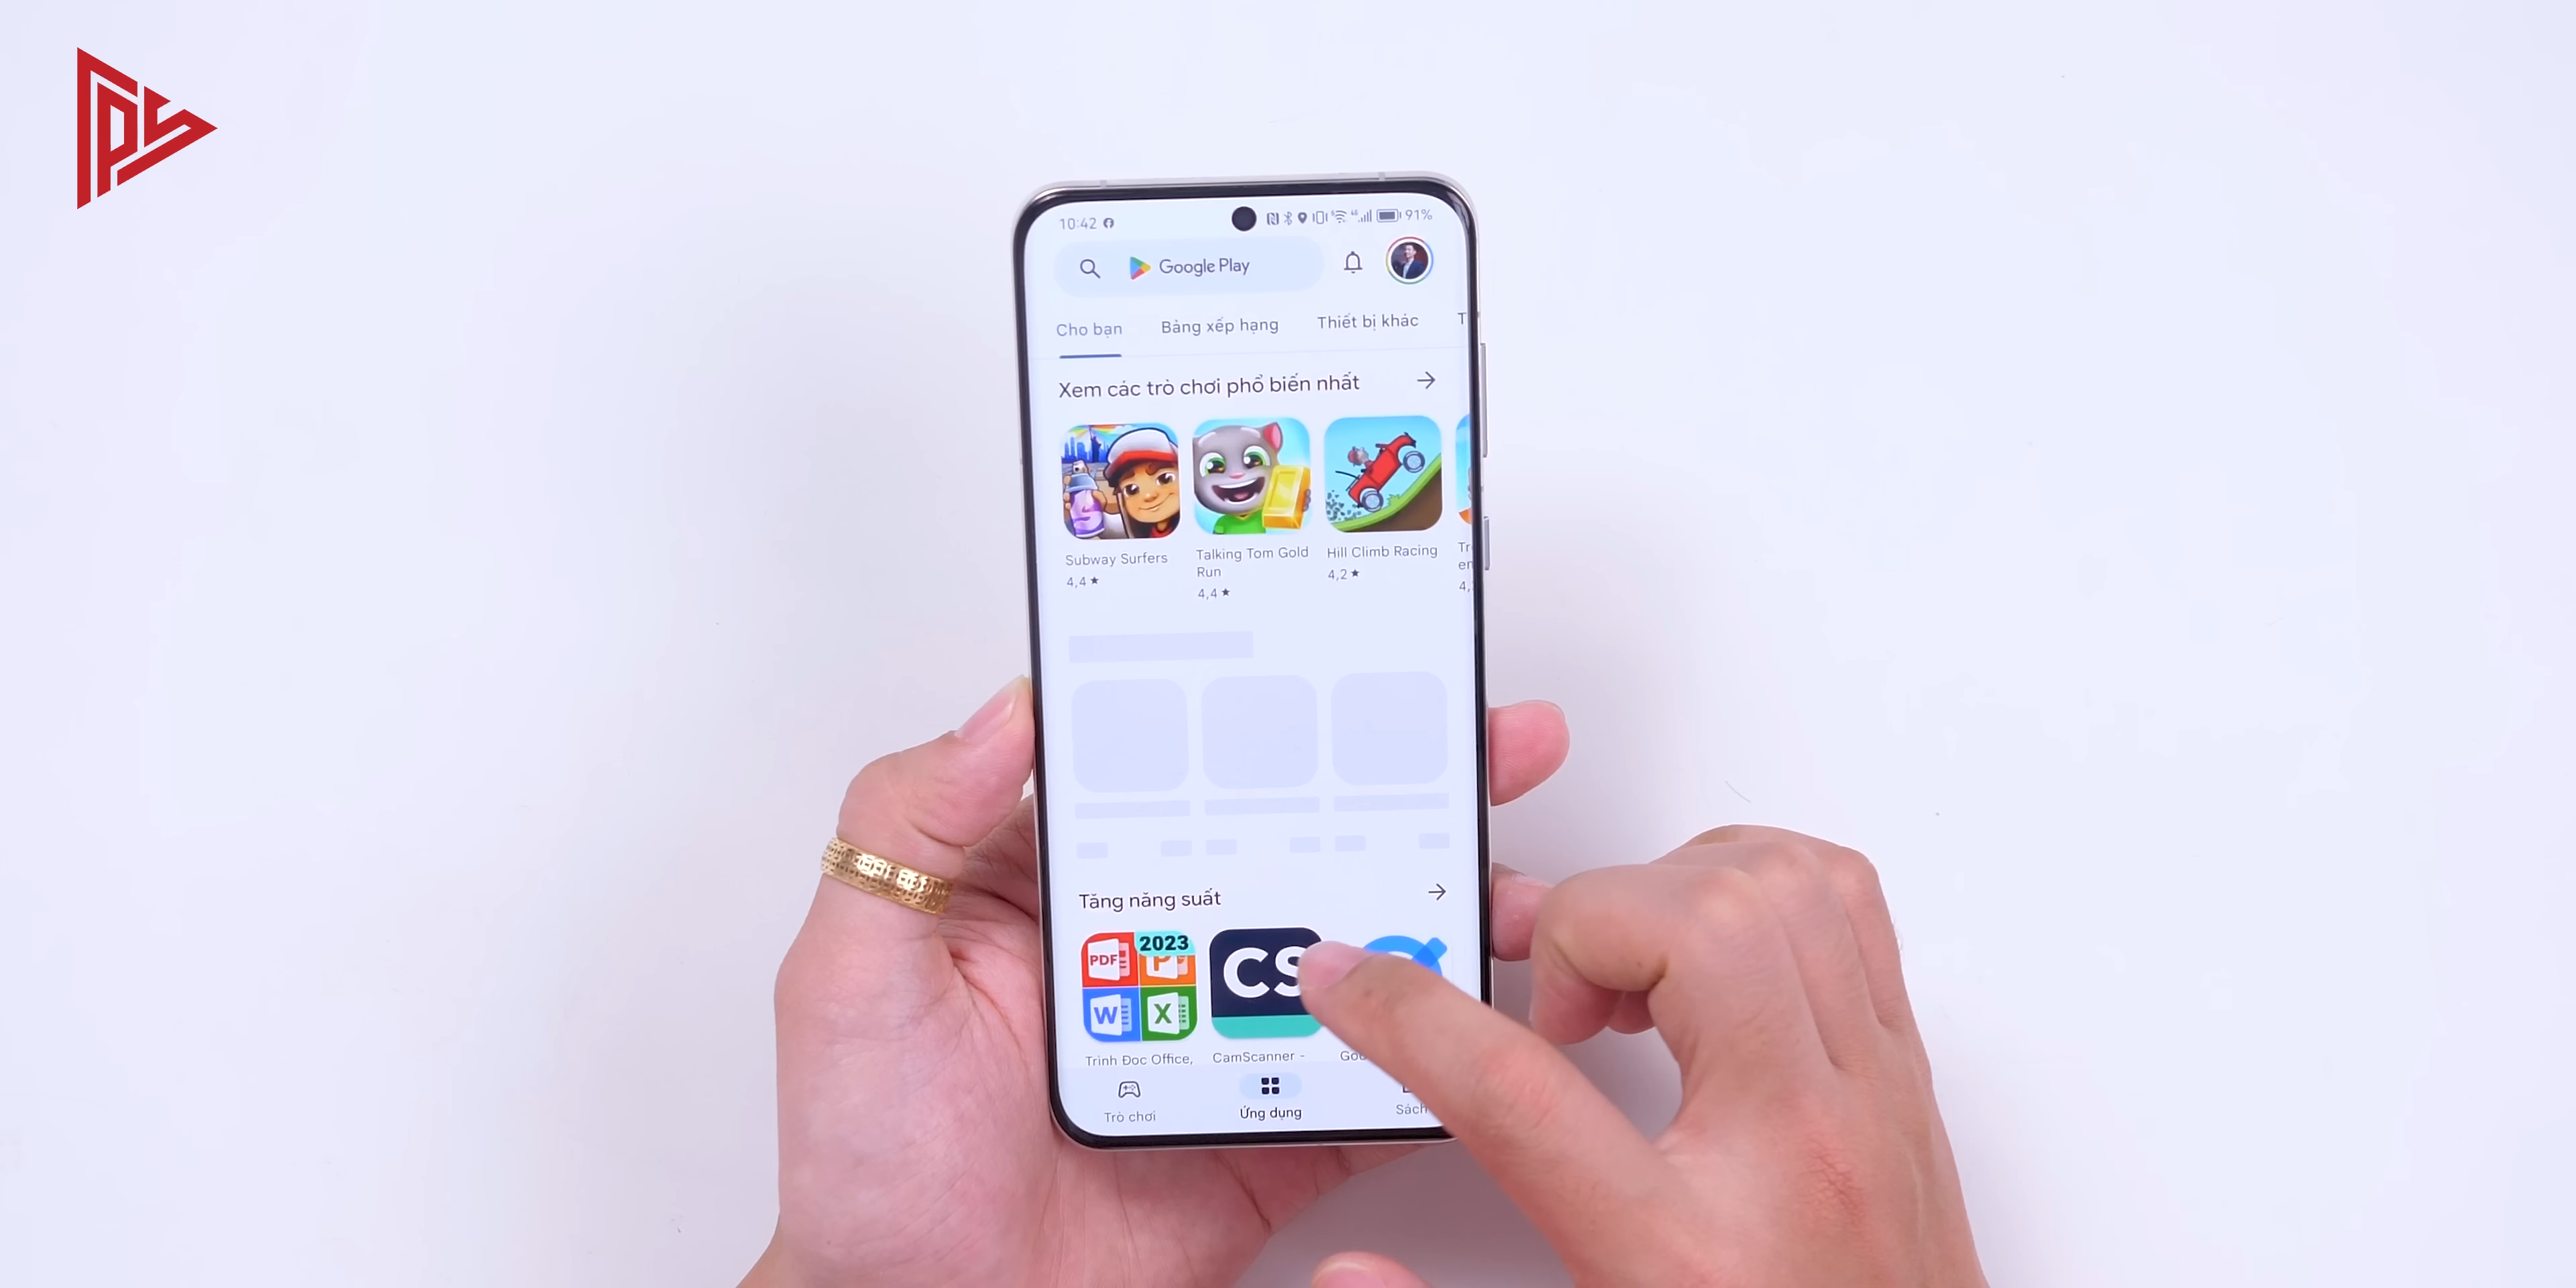 10:42
91%
Google Play
Cho bạn Bảng xếp hạng Thiết bị khác T
Xem các trò chơi phổ biến nhất
Subway Surfers
4,4 ★
Talking Tom Gold
Run
4,4 ★
Hill Climb Racing
4,2 ★
Tăng năng suất
PDF
2023
P
W
X
CS
Trình Đọc Office,
CamScanner -
Trò chơi
Ứng dụng
Sách